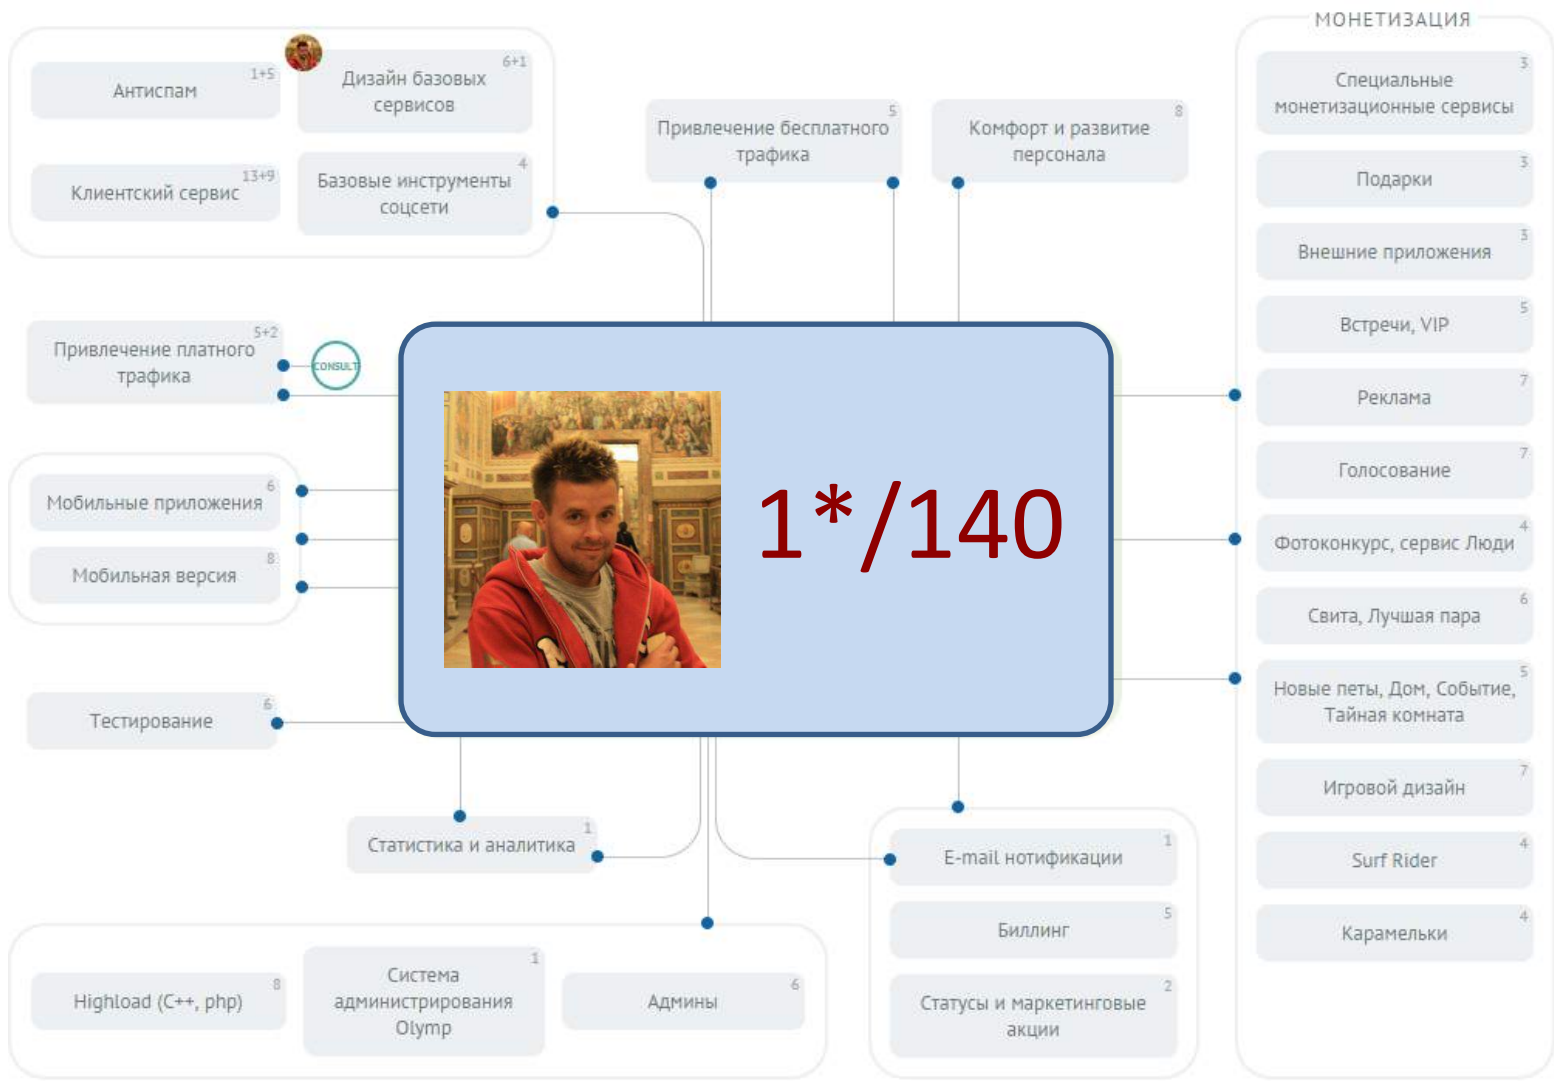 МОНЕТИЗАЦИЯ
1+5
Антиспам
6+1
Дизайн базовых
сервисов
13+9
Клиентский сервис
4
Базовые инструменты
соцсети
5
Привлечение бесплатного
трафика
8
Комфорт и развитие
персонала
3
Специальные
монетизационные сервисы
3
Подарки
3
Внешние приложения
5
Встречи, VIP
7
Реклама
7
Голосование
4
Фотоконкурс, сервис Люди
6
Свита, Лучшая пара
5
Новые петы, Дом, Событие,
Тайная комната
7
Игровой дизайн
4
Surf Rider
4
Карамельки
5+2
Привлечение платного
трафика
CONSULT
6
Мобильные приложения
8
Мобильная версия
1*/140
6
Тестирование
1
Статистика и аналитика
1
E-mail нотификации
5
Биллинг
2
Статусы и маркетинговые
акции
8
Highload (C++, php)
1
Система
администрирования
Olymp
6
Админы